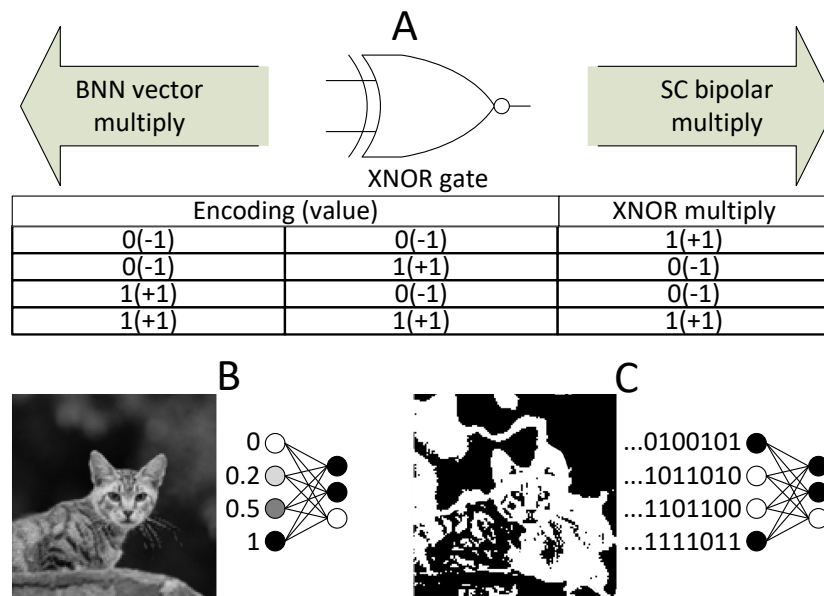 A
BNN vector
multiply
SC bipolar
multiply
XNOR gate
Encoding (value) XNOR multiply
0(-1) 0(-1) 1(+1)
0(-1) 1(+1) 0(-1)
1(+1) 0(-1) 0(-1)
1(+1) 1(+1) 1(+1)
B
0
0.2
0.5
1
C
...0100101
...1011010
...1101100
...1111011